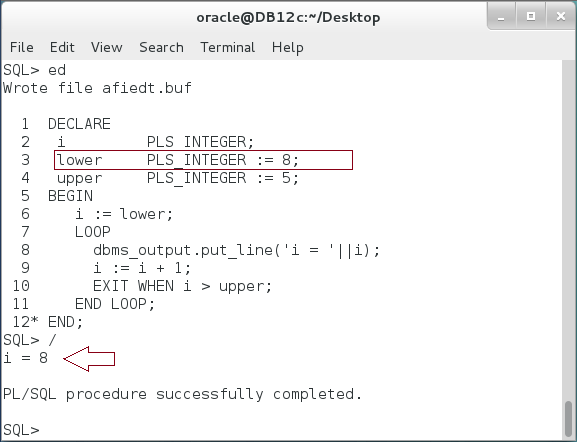 oracle@DB12c:~/Desktop
File Edit View Search Terminal Help
SQL> ed
Wrote file afiedt.buf
1 DECLARE
2 i PLS_INTEGER;
3 lower PLS_INTEGER := 8;
4 upper PLS_INTEGER := 5;
5 BEGIN
6 i := lower;
7 LOOP
8 dbms_output.put_line('i = '||i);
9 i := i + 1;
10 EXIT WHEN i > upper;
11 END LOOP;
12* END;
SQL> /
i = 8
PL/SQL procedure successfully completed.
SQL>